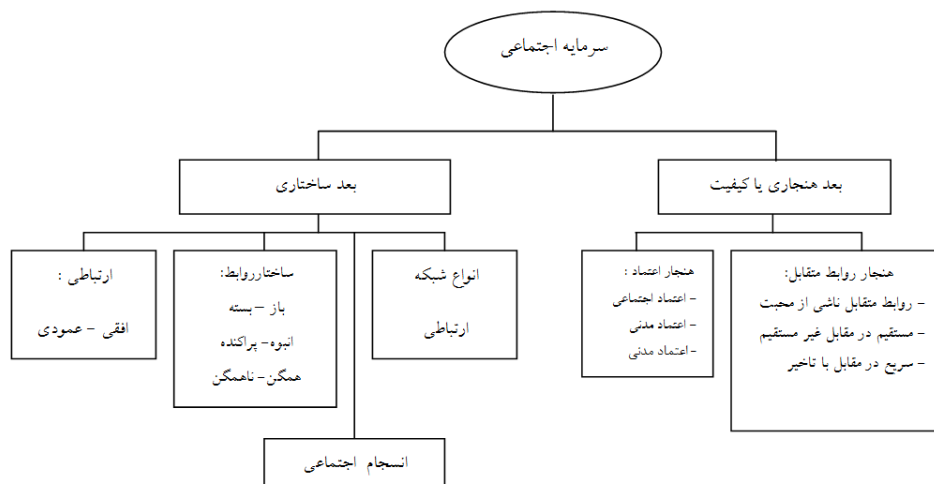 سرمایه اجتماعی
بعد هنجاری یا کیفیت
بعد ساختاری
هنجار روابط متقابل:
- روابط متقابل ناشی از محبت
- مستقیم در مقابل غیر مستقیم
- سریع در مقابل با تاخیر
هنجار اعتماد :
- اعتماد اجتماعی
- اعتماد مدنی
- اعتماد مدنی
انواع شبکه
ارتباطی
ساختارروابط:
باز – بسته
انبوه- پراکنده
همگن- ناهمگن
ارتباطی :
افقی - عمودی
انسجام اجتماعی